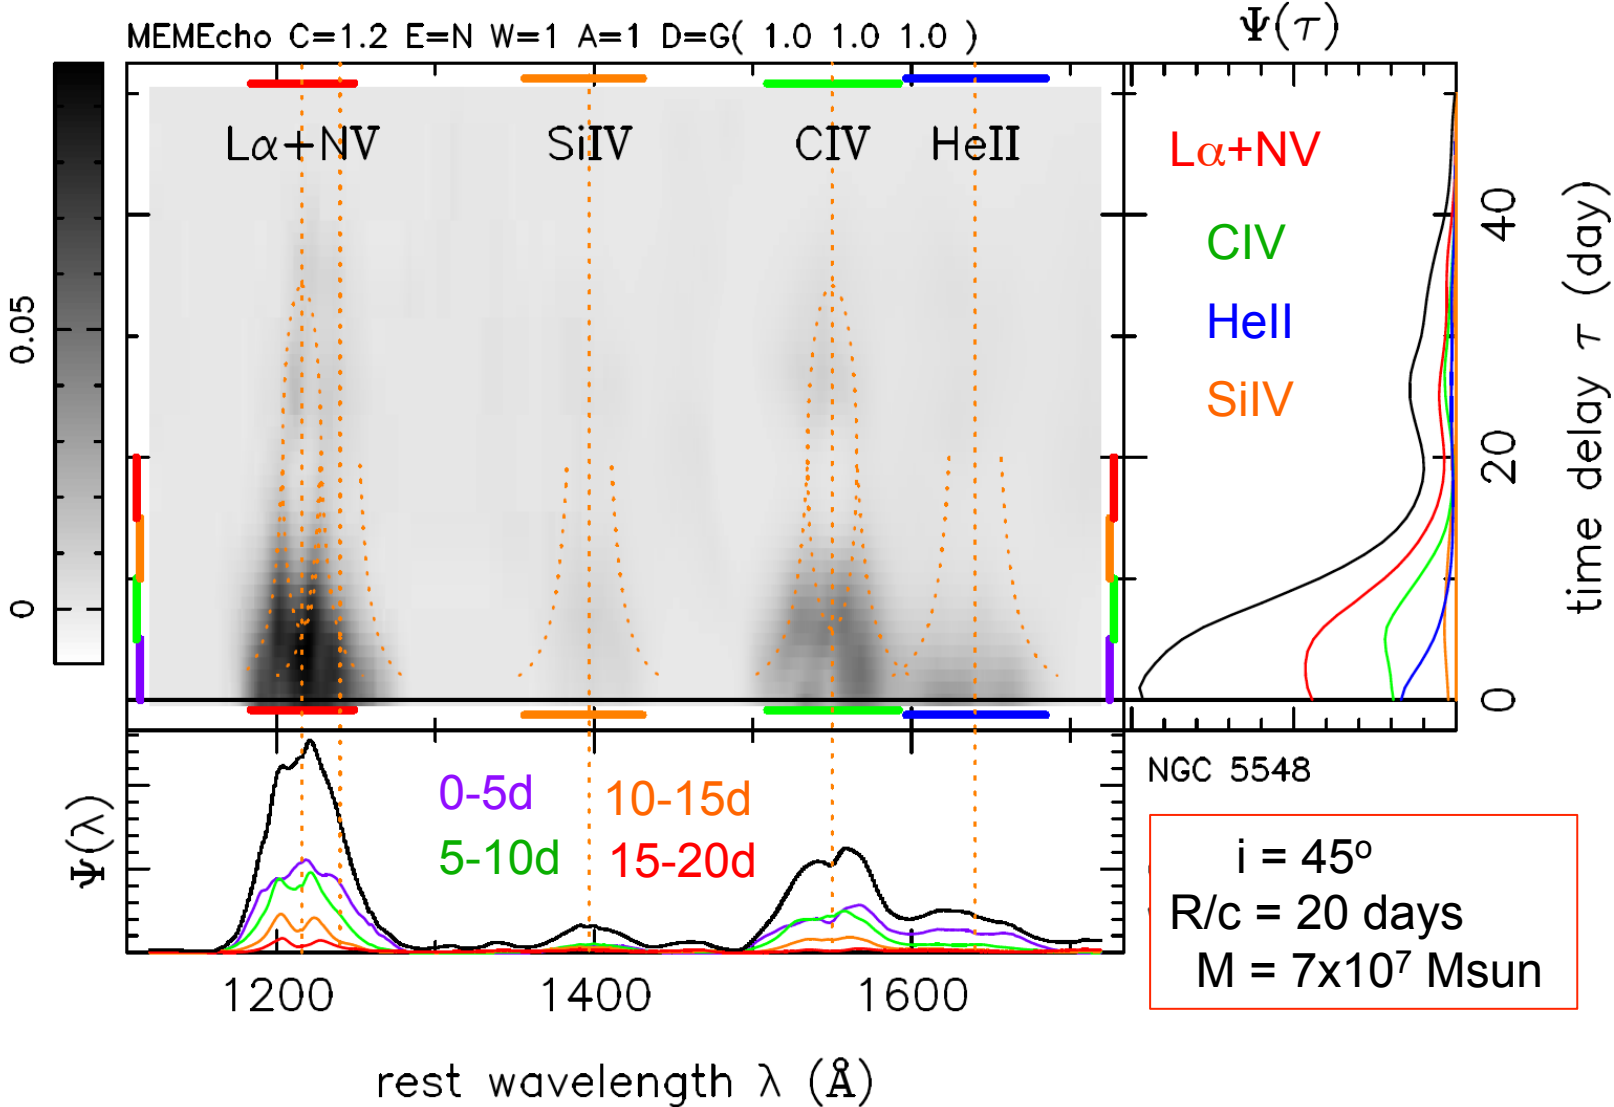 MEMEcho C=1.2 E=N W=1 A=1 D=G( 1.0 1.0 1.0 )
Ψ(τ)
Lα+NV SiIV CIV HeII
Lα+NV
CIV
HeII
SiIV
0.05
0
40
20
0
time delay τ (day)
Ψ(λ)
0-5d 10-15d
5-10d 15-20d
NGC 5548
i = 45º
R/c = 20 days
M = 7x10⁷ Msun
1200 1400 1600
rest wavelength λ (Å)